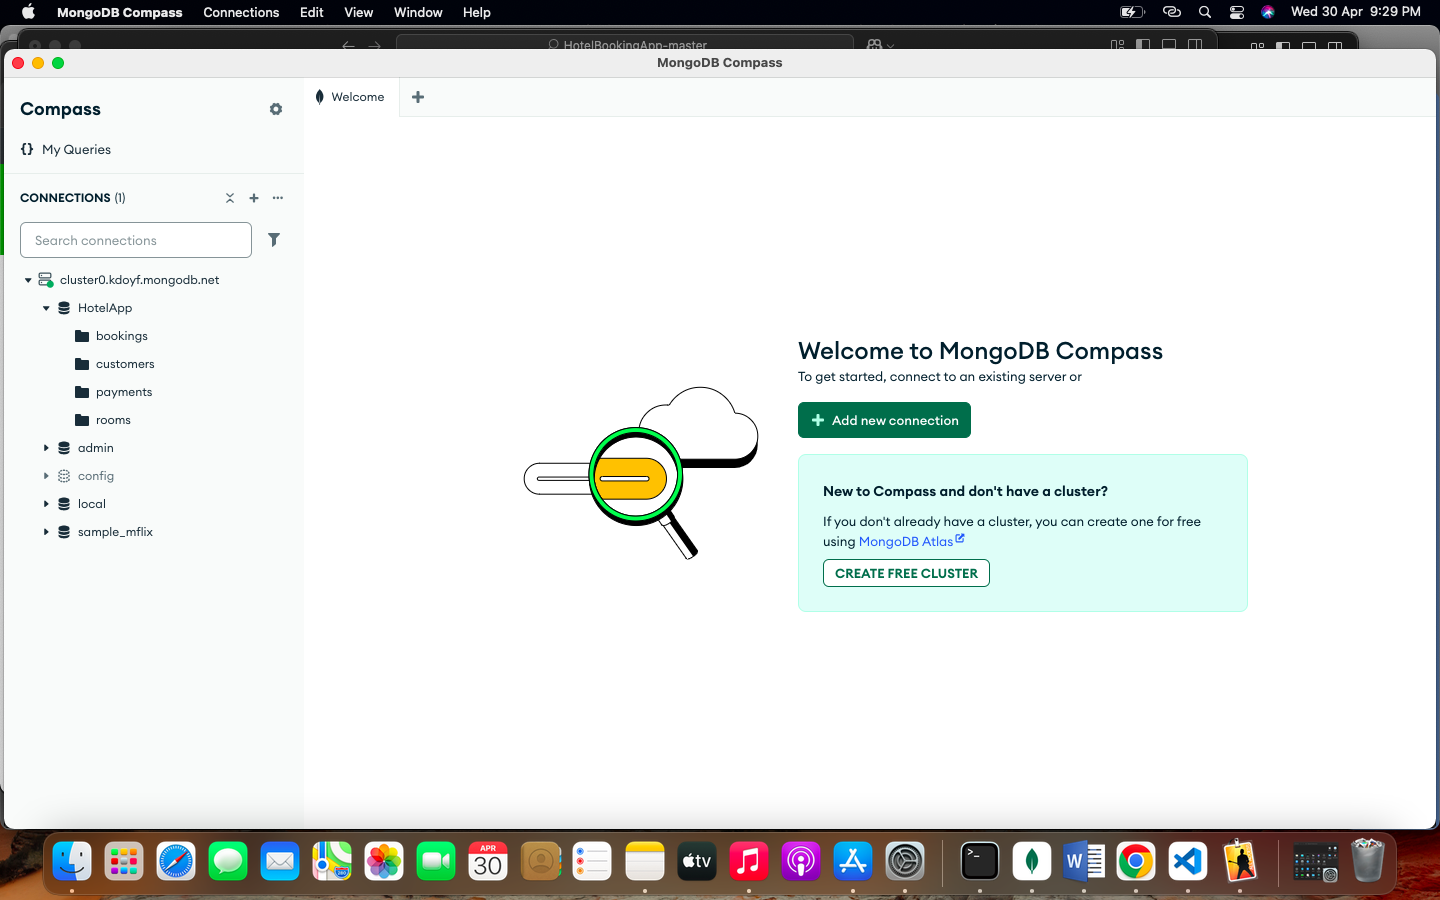 MongoDB Compass Connections Edit View Window Help Wed 30 Apr 9:29 PM
HotelBookingApp-master
MongoDB Compass
Compass
Welcome
{} My Queries
CONNECTIONS (1)
Search connections
cluster0.kdoyf.mongodb.net
HotelApp
bookings
customers
payments
rooms
admin
config
local
sample_mflix
Welcome to MongoDB Compass
To get started, connect to an existing server or
Add new connection
New to Compass and don't have a cluster?
If you don't already have a cluster, you can create one for free
using MongoDB Atlas
CREATE FREE CLUSTER
APR
30
tv
>_
W